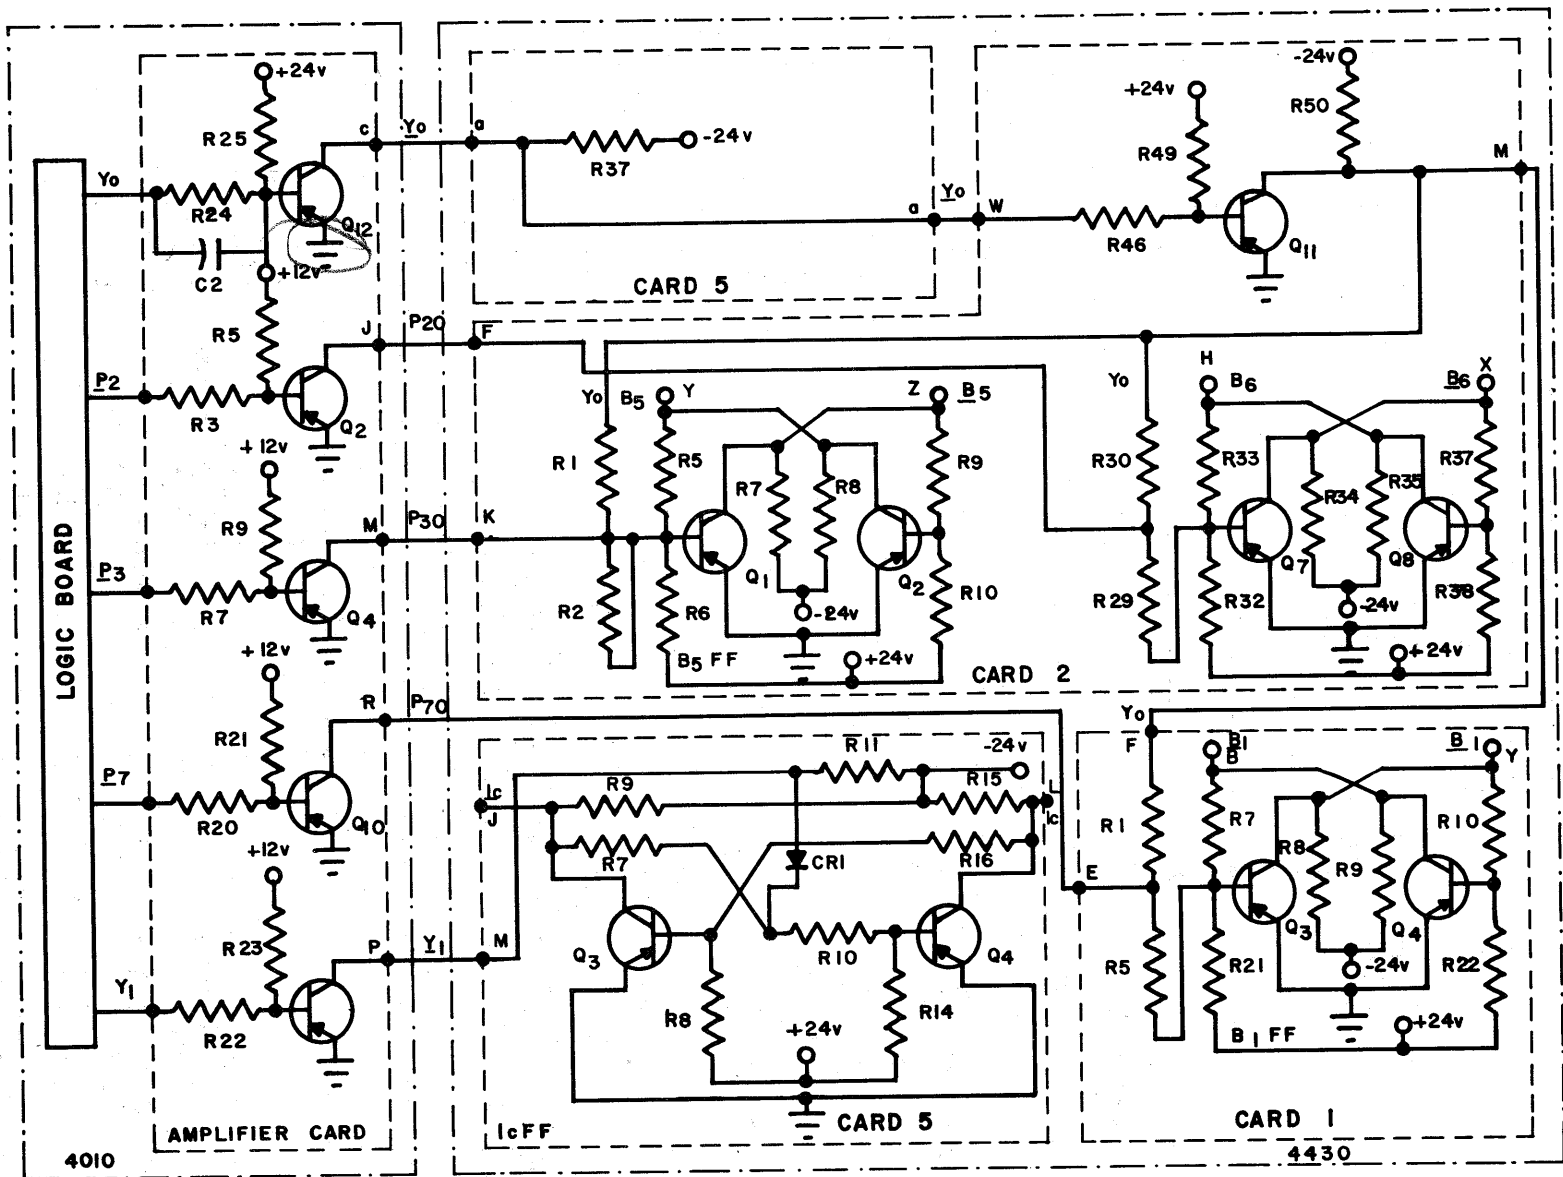 LOGIC BOARD
Yo
P2
P3
P7
Y1
+24v
R25
R24
C2
Q12
+12v
R5
R3
Q2
+12v
R9
R7
Q4
+12v
R21
R20
Q10
+12v
R23
R22
AMPLIFIER CARD
4010
c
Yo
a
J
P20
F
M
P30
K
R
P70
P
Y1
M
R37
-24v
a
Yo
W
CARD 5
+24v
R49
R46
Q11
-24v
R50
M
Yo
B5
Y
Z
B5
R1
R5
R7
R8
R9
R2
R6
Q1
Q2
R10
-24v
B5 FF
+24v
CARD 2
Yo
H
B6
B6
X
R30
R33
R34
R35
R37
R29
R32
Q7
Q8
R38
-24v
+24v
R11
-24v
Ic
J
R9
R15
L
Ic
R7
R16
CR1
Q3
R10
Q4
R8
R14
+24v
IcFF
CARD 5
Yo
F
B1
B
B1
Y
R1
R7
R8
R9
R10
E
R5
R21
Q3
Q4
R22
-24v
B1 FF
+24v
CARD 1
4430